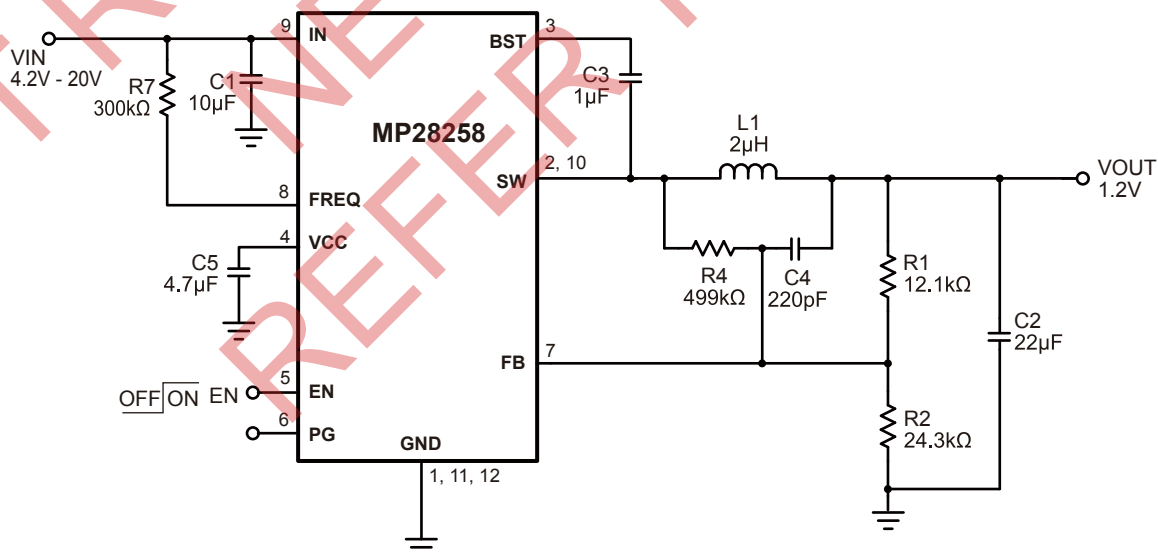 VIN
4.2V - 20V
R7
300kΩ
C1
10µF
9
IN
8
FREQ
4
VCC
C5
4.7µF
OFF ON EN
5
EN
6
PG
MP28258
GND
1, 11, 12
BST
3
C3
1µF
SW
2, 10
L1
2µH
R4
499kΩ
C4
220pF
FB
7
R1
12.1kΩ
R2
24.3kΩ
C2
22µF
VOUT
1.2V
REFER